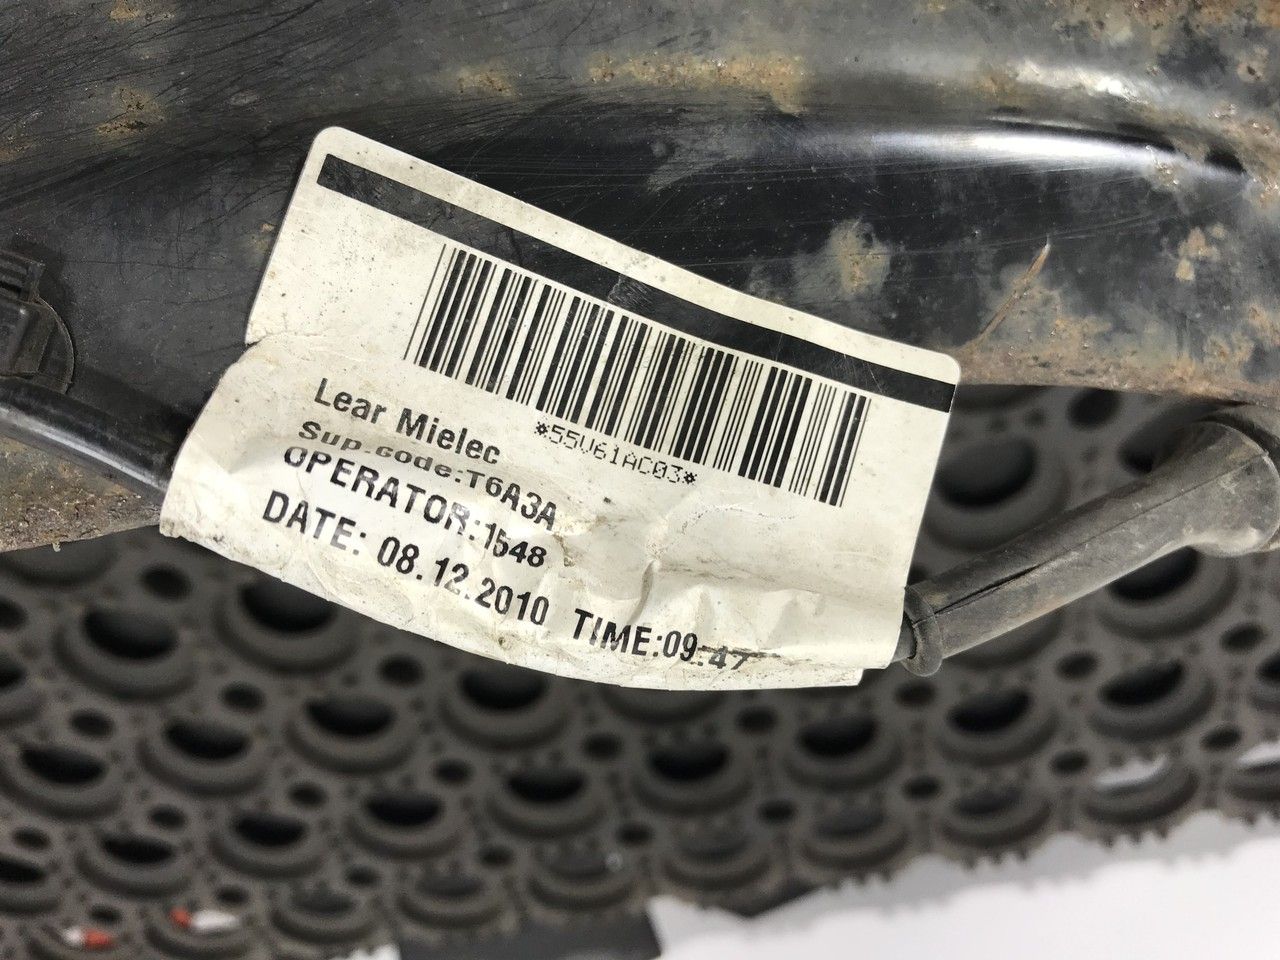 *55V61AC03*
Lear Mielec
Sup.code:T6A3A
OPERATOR:1548
DATE: 08.12.2010 TIME:09:47